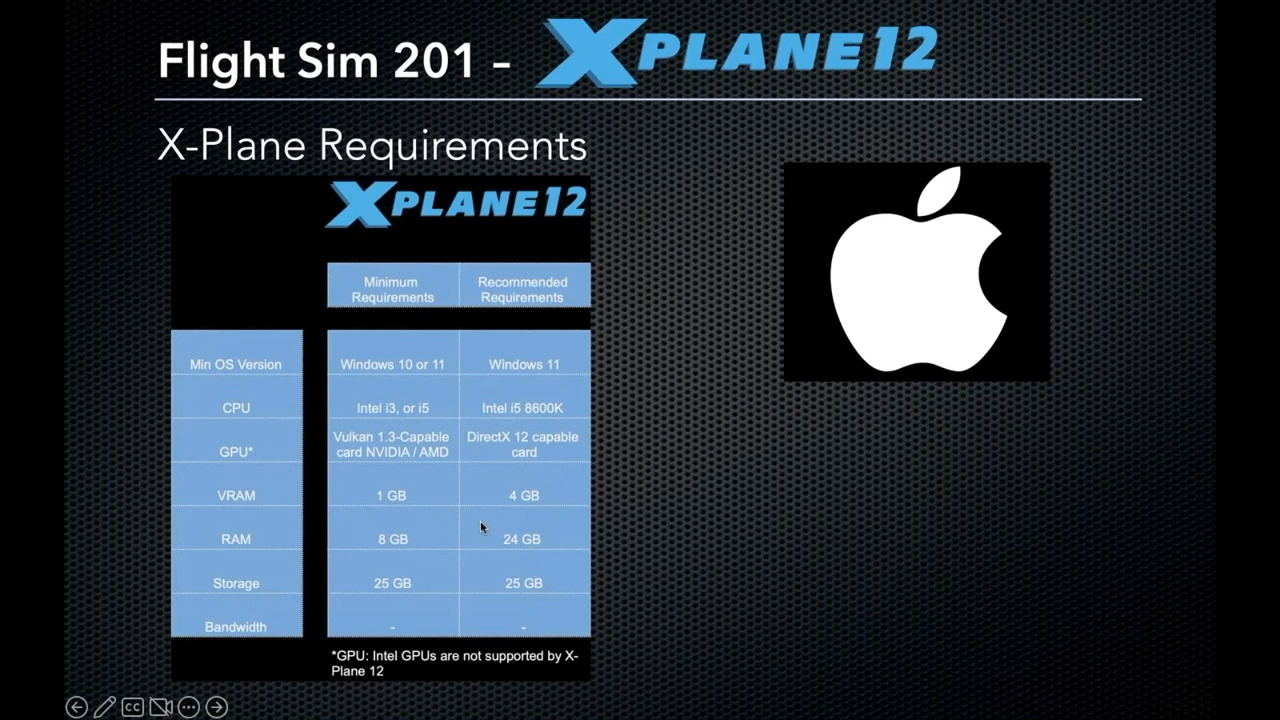 Flight Sim 201 – XPLANE12
X-Plane Requirements
XPLANE12
Minimum Requirements
Recommended Requirements
Min OS Version
Windows 10 or 11
Windows 11
CPU
Intel i3, or i5
Intel i5 8600K
GPU*
Vulkan 1.3-Capable card NVIDIA / AMD
DirectX 12 capable card
VRAM
1 GB
4 GB
RAM
8 GB
24 GB
Storage
25 GB
25 GB
Bandwidth
-
-
*GPU: Intel GPUs are not supported by X-
Plane 12
CC